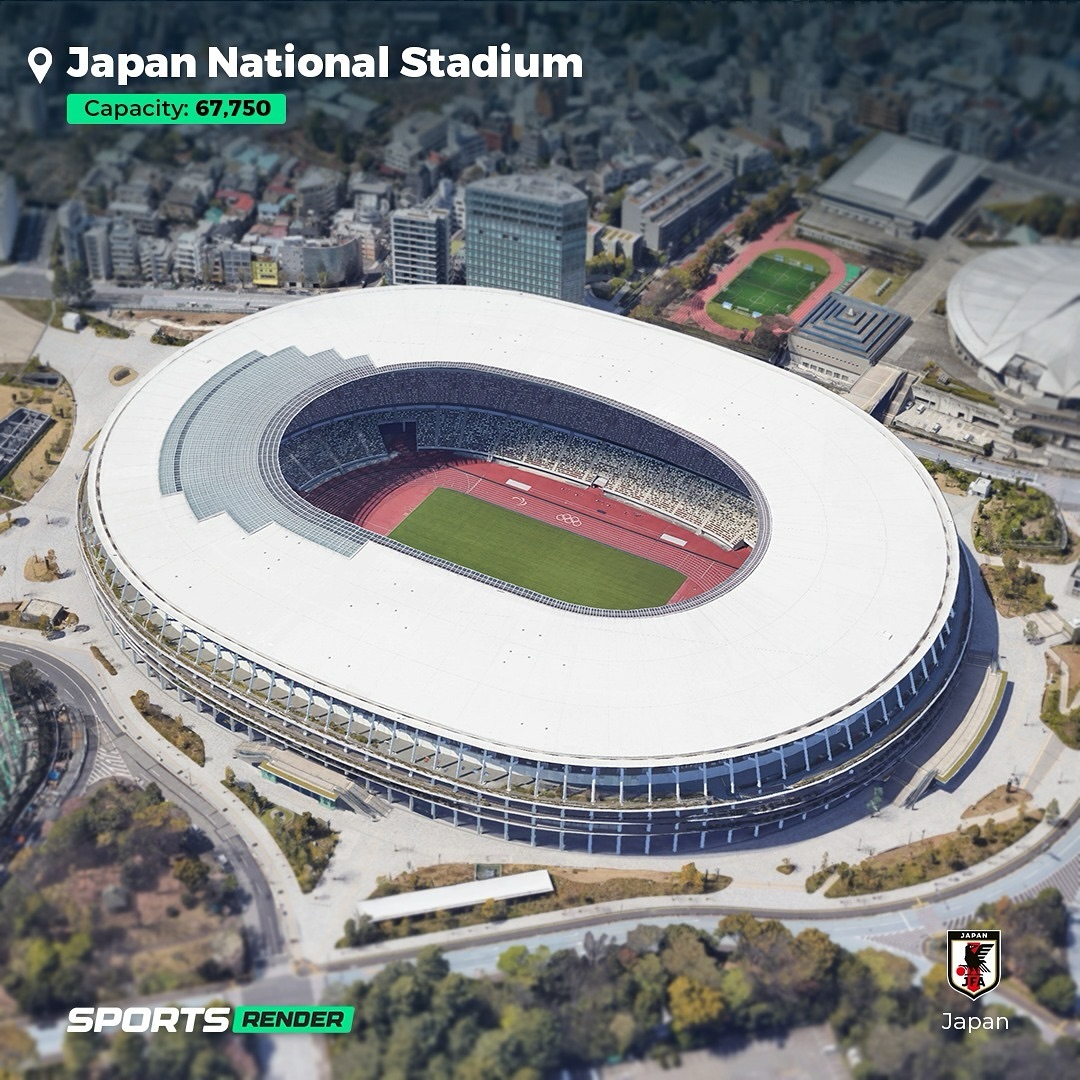 Japan National Stadium
Capacity: 67,750
JAPAN
JFA
SPORTS RENDER
Japan